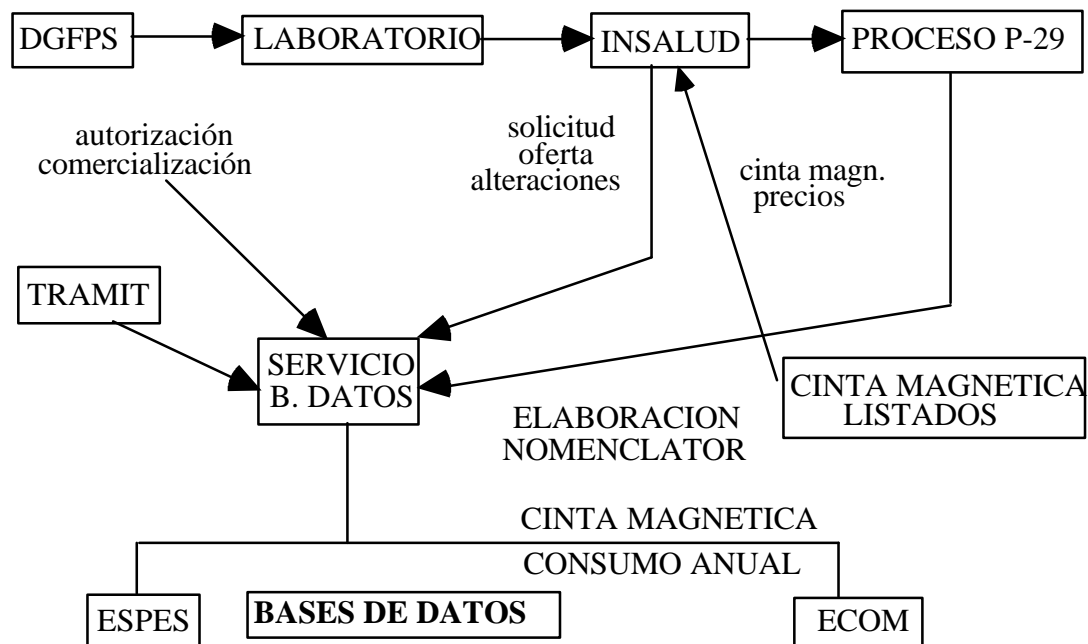 DGFPS
LABORATORIO
INSALUD
PROCESO P-29
autorización
comercialización
solicitud
oferta
alteraciones
cinta magn.
precios
TRAMIT
SERVICIO
B. DATOS
CINTA MAGNETICA
LISTADOS
ELABORACION
NOMENCLATOR
CINTA MAGNETICA
CONSUMO ANUAL
ESPES
BASES DE DATOS
ECOM